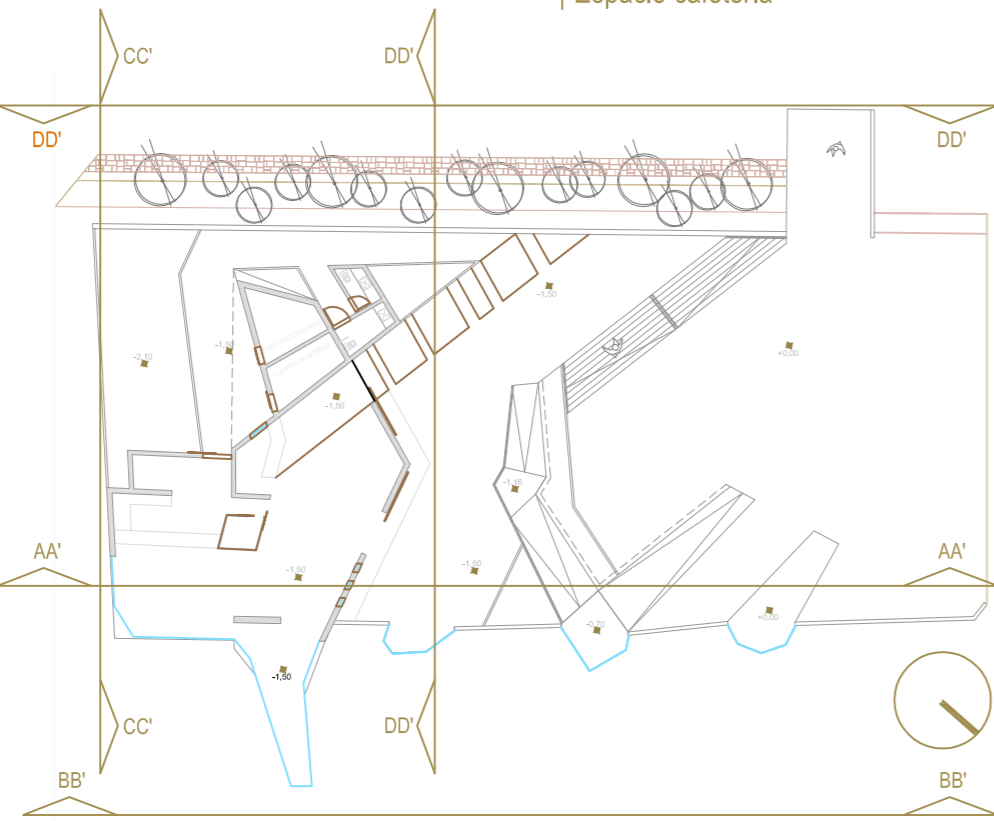 | Espacio cafetería
CC'
DD'
DD'
DD'
-1,50
-2,10
-1,50
+0,00
-1,50
-1,16
AA'
AA'
-1,50
-1,50
+0,00
-0,70
-1,50
CC'
DD'
BB'
BB'